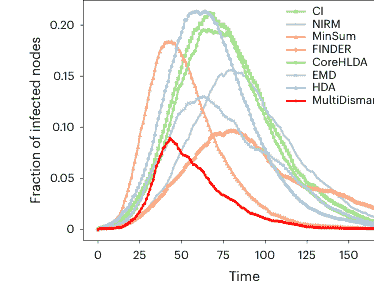 Fraction of infected nodes
0.20
0.15
0.10
0.05
0
0
25
50
75
100
125
150
Time
CI
NIRM
MinSum
FINDER
CoreHLDA
EMD
HDA
MultiDisma